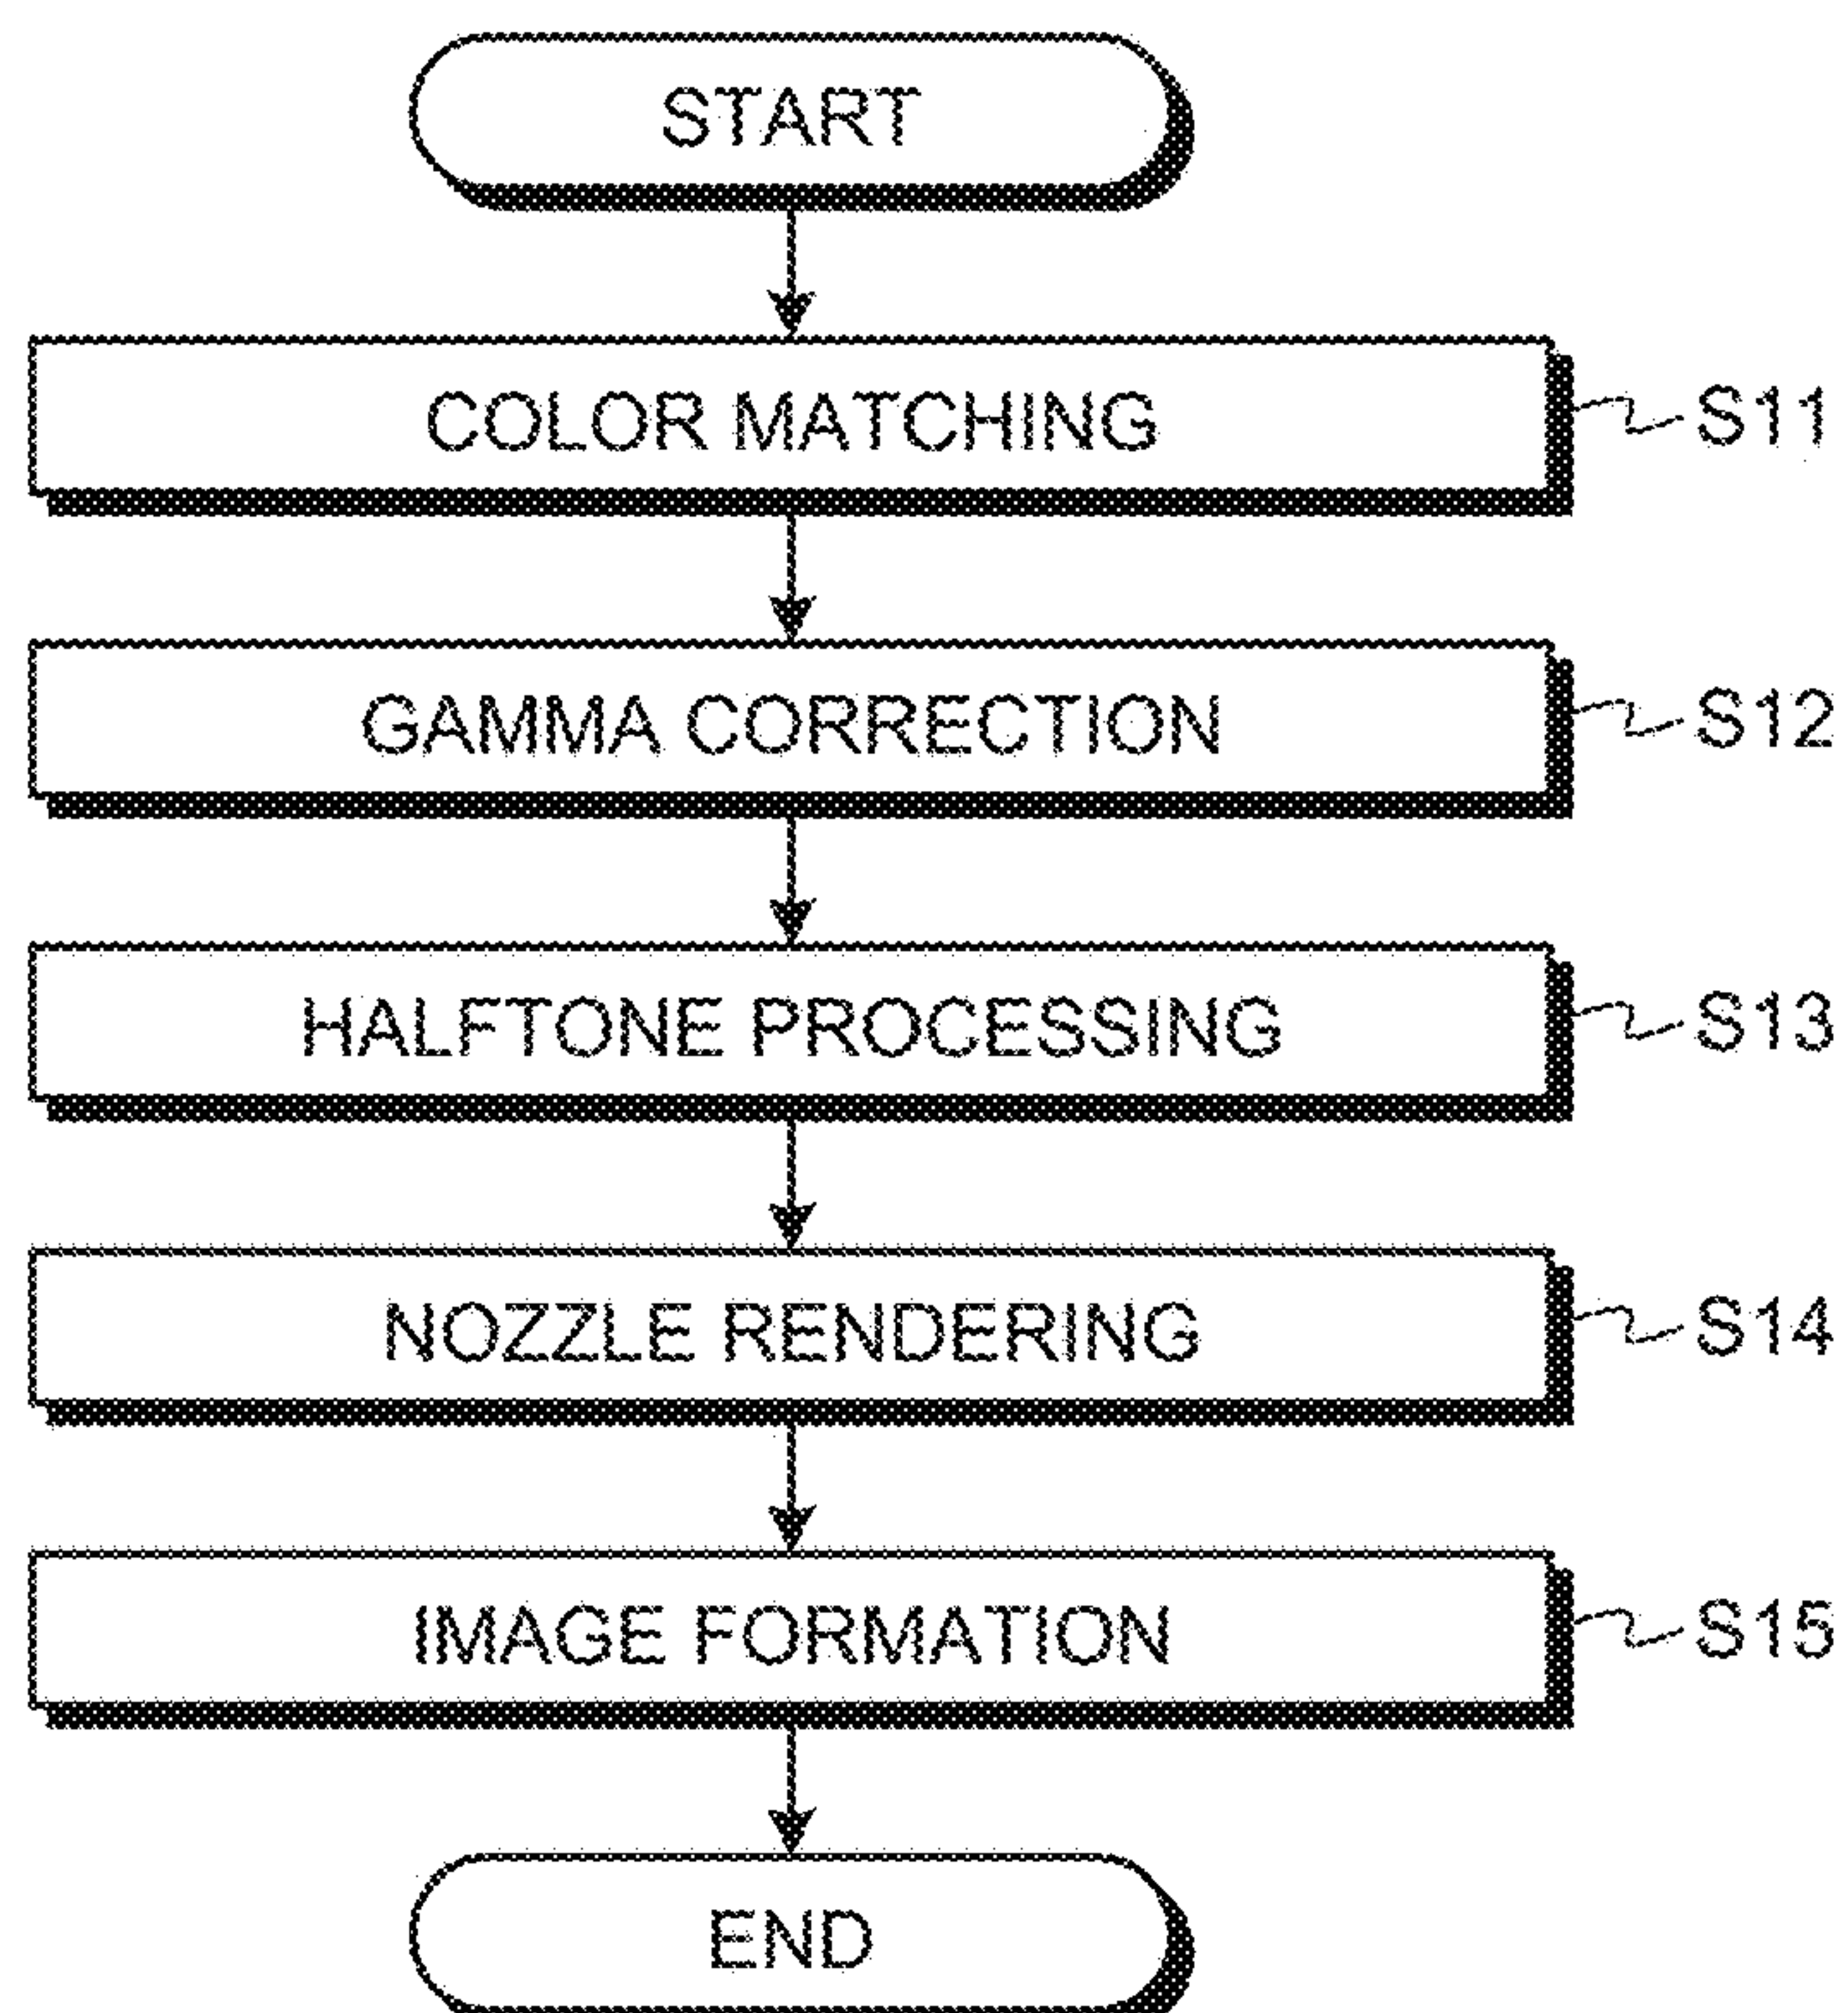 START
COLOR MATCHING S11
GAMMA CORRECTION S12
HALFTONE PROCESSING S13
NOZZLE RENDERING S14
IMAGE FORMATION S15
END